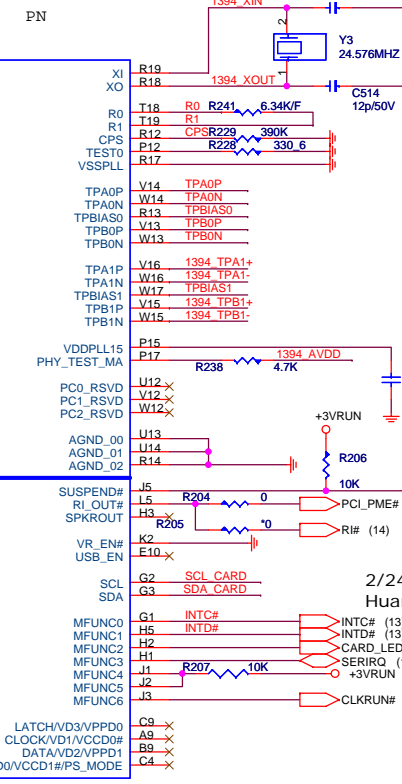 1394_XIN
PN
2
Y3
24.576MHZ
1
XI R19
XO R18 1394_XOUT
C514
12p/50V
R0 T18 R0 R241 6.34K/F
R1 T19 R1
CPS R12 CPS R229 390K
TEST0 P12 R228 330_6
VSSPLL R17
TPA0P V14 TPA0P
TPA0N W14 TPA0N
TPBIAS0 R13 TPBIAS0
TPB0P V13 TPB0P
TPB0N W13 TPB0N
TPA1P V16 1394_TPA1+
TPA1N W16 1394_TPA1-
TPBIAS1 W17 TPBIAS1
TPB1P V15 1394_TPB1+
TPB1N W15 1394_TPB1-
VDDPLL15 P15
PHY_TEST_MA P17 1394_AVDD
R238 4.7K
PC0_RSVD U12
PC1_RSVD V12
PC2_RSVD W12
+3VRUN
AGND_00 U13
AGND_01 U14
AGND_02 R14
R206
10K
SUSPEND# J5
RI_OUT# L5 R204 0 PCI_PME#
SPKROUT H3
R205 *0 RI# (14)
VR_EN# K2
USB_EN E10
SCL G2 SCL_CARD
SDA G3 SDA_CARD
2/24
Hua
MFUNC0 G1 INTC# INTC# (13
MFUNC1 H5 INTD# INTD# (13
MFUNC2 H2 CARD_LED
MFUNC3 H1 SERIRQ (
MFUNC4 J1 R207 10K +3VRUN
MFUNC5 J2
MFUNC6 J3 CLKRUN#
LATCH/VD3/VPPD0 C9
CLOCK/VD1/VCCD0# A9
DATA/VD2/VPPD1 B9
D0/VCCD1#/PS_MODE C4